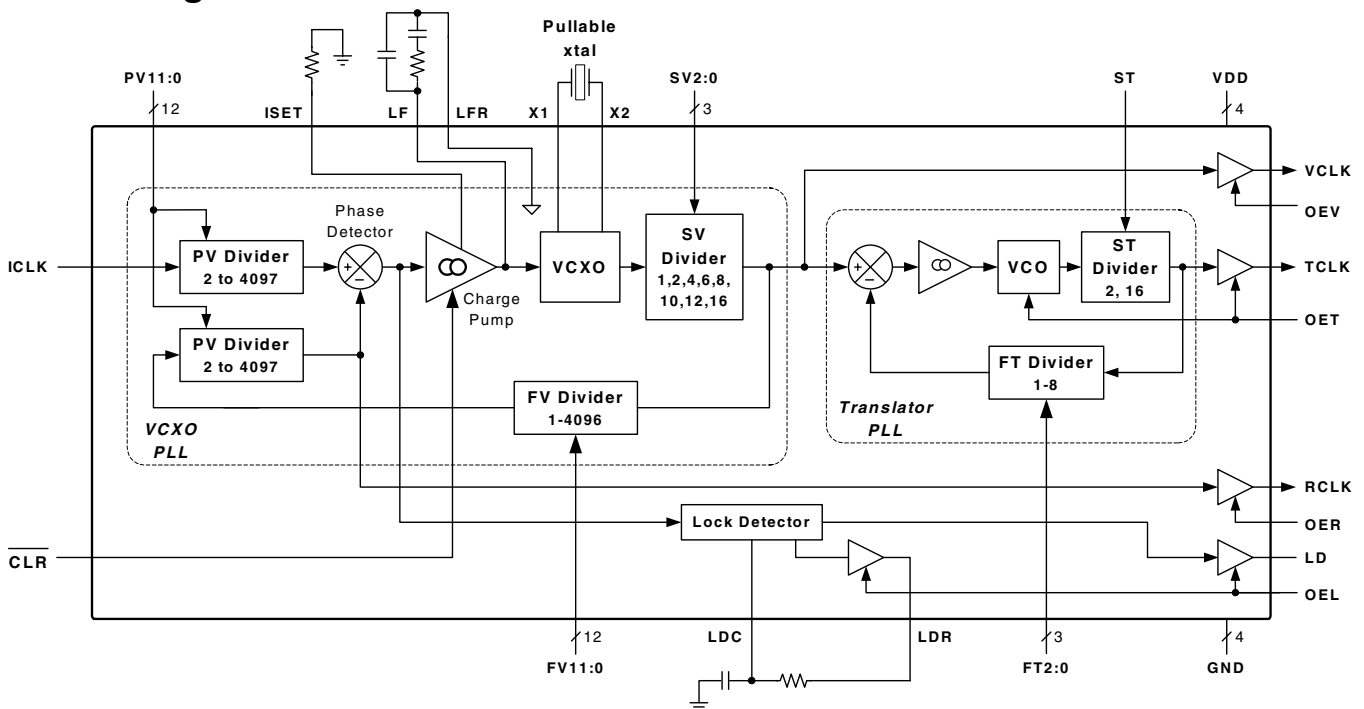 Pullable
xtal
PV11:0
SV2:0
ST
VDD
12
ISET
LF
LFR
X1
X2
3
4
VCLK
OEV
Phase
Detector
PV Divider
2 to 4097
+
−
ICLK
Charge
Pump
VCXO
SV
Divider
1,2,4,6,8,
10,12,16
+
−
VCO
ST
Divider
2, 16
TCLK
OET
PV Divider
2 to 4097
FV Divider
1-4096
FT Divider
1-8
VCXO
PLL
Translator
PLL
RCLK
OER
Lock Detector
CLR
LD
OEL
12
LDC
LDR
3
4
FV11:0
FT2:0
GND